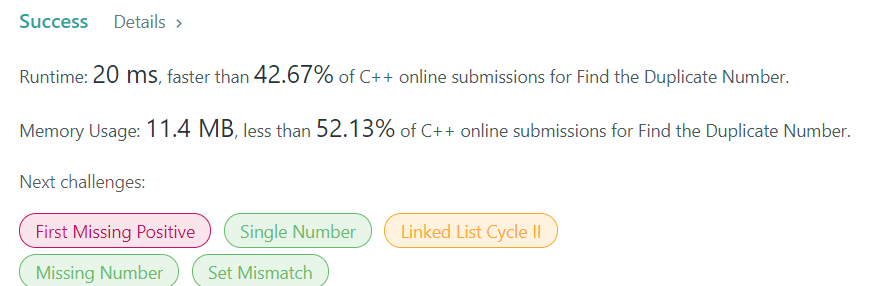 Success Details >
Runtime: 20 ms, faster than 42.67% of C++ online submissions for Find the Duplicate Number.
Memory Usage: 11.4 MB, less than 52.13% of C++ online submissions for Find the Duplicate Number.
Next challenges:
First Missing Positive Single Number Linked List Cycle II
Missing Number Set Mismatch